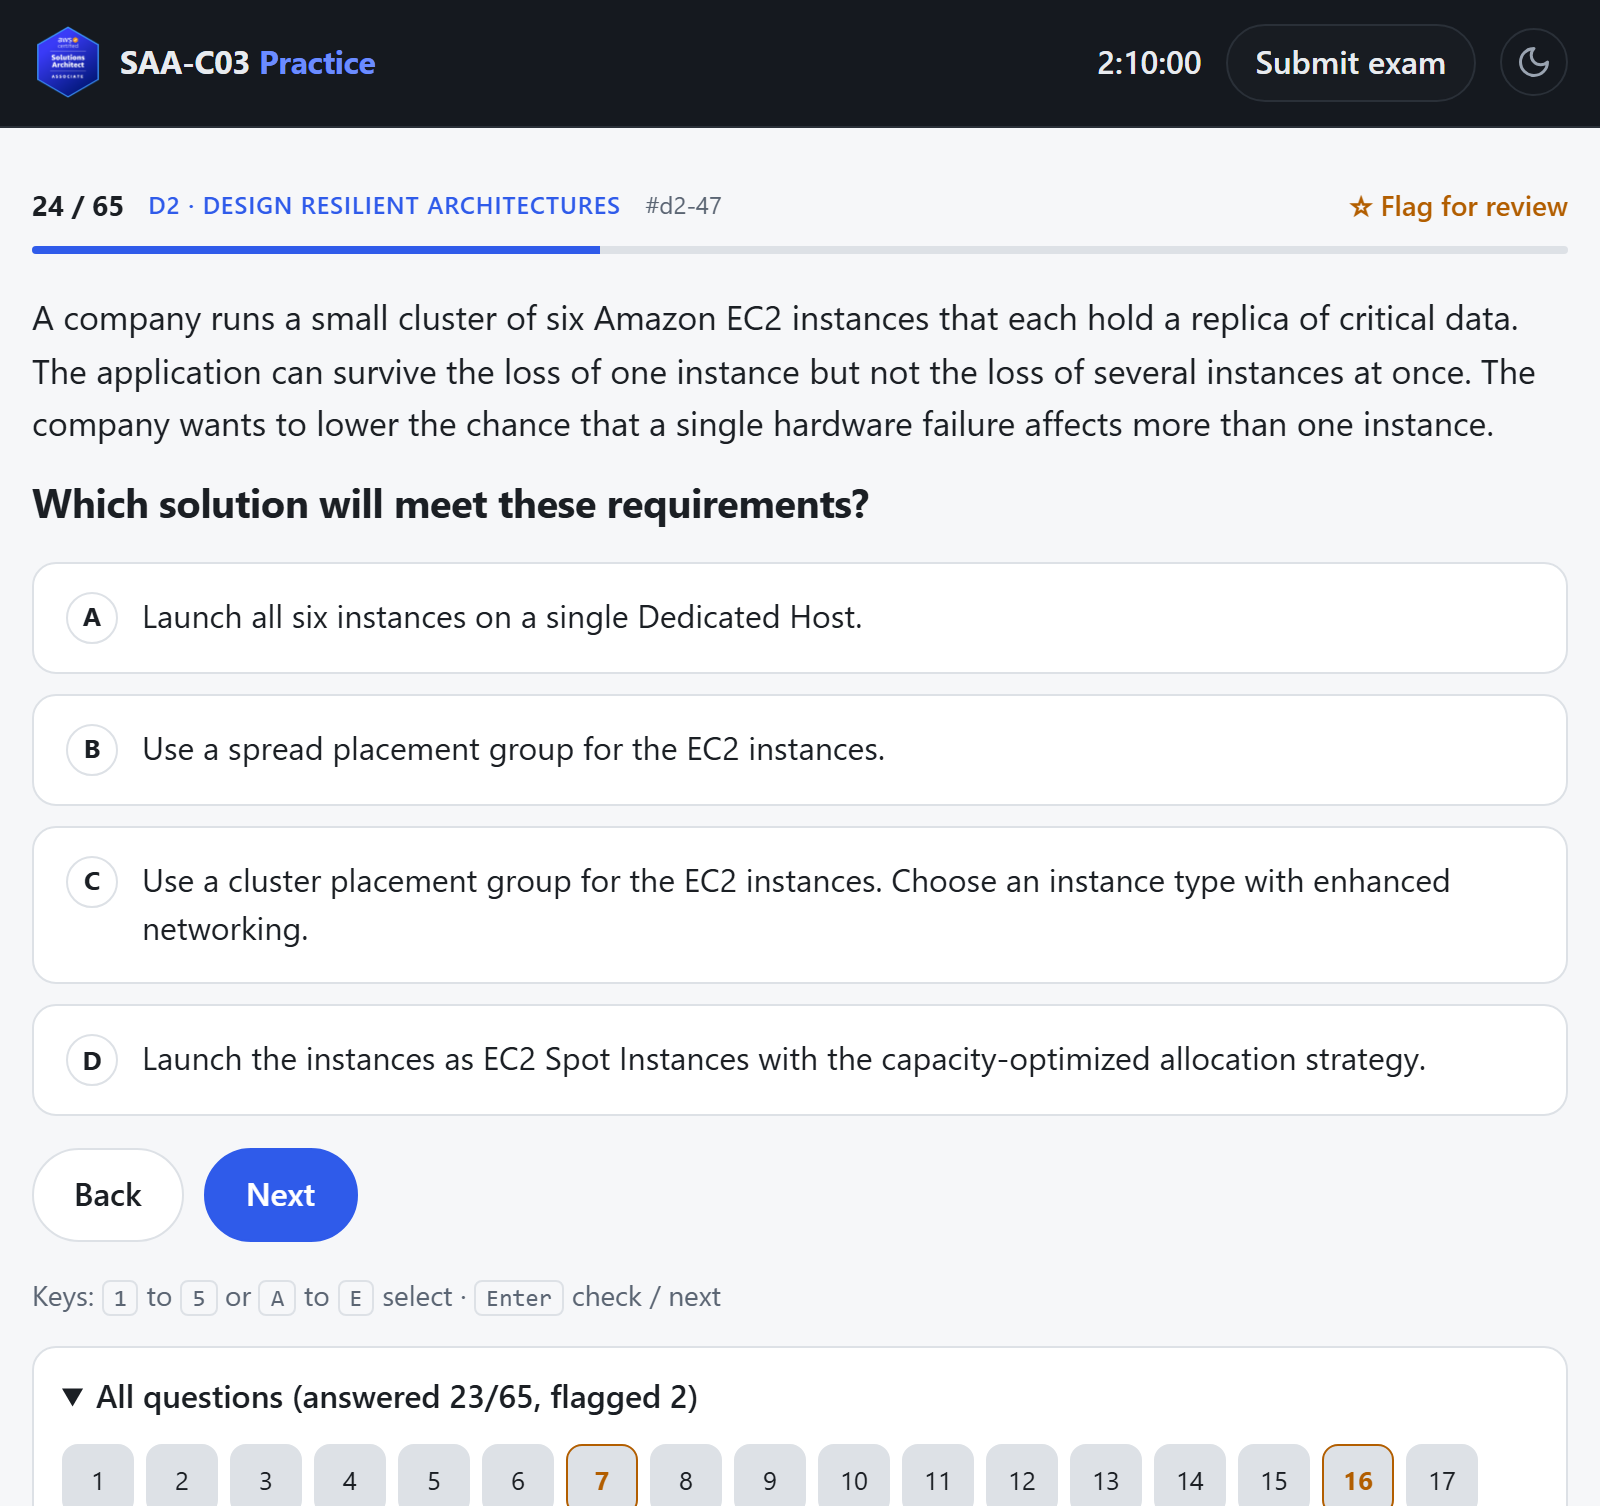 aws
certified
Solutions
Architect
ASSOCIATE
SAA-C03 Practice
2:10:00
Submit exam
24 / 65
D2 · DESIGN RESILIENT ARCHITECTURES
#d2-47
☆ Flag for review
A company runs a small cluster of six Amazon EC2 instances that each hold a replica of critical data.
The application can survive the loss of one instance but not the loss of several instances at once. The
company wants to lower the chance that a single hardware failure affects more than one instance.
Which solution will meet these requirements?
A Launch all six instances on a single Dedicated Host.
B Use a spread placement group for the EC2 instances.
C Use a cluster placement group for the EC2 instances. Choose an instance type with enhanced
networking.
D Launch the instances as EC2 Spot Instances with the capacity-optimized allocation strategy.
Back
Next
Keys: 1 to 5 or A to E select · Enter check / next
▼ All questions (answered 23/65, flagged 2)
1 2 3 4 5 6 7 8 9 10 11 12 13 14 15 16 17